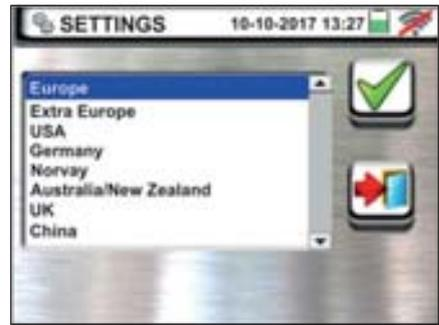 SETTINGS 10-10-2017 13:27
Europe
Extra Europe
USA
Germany
Norvay
Australia/New Zealand
UK
China